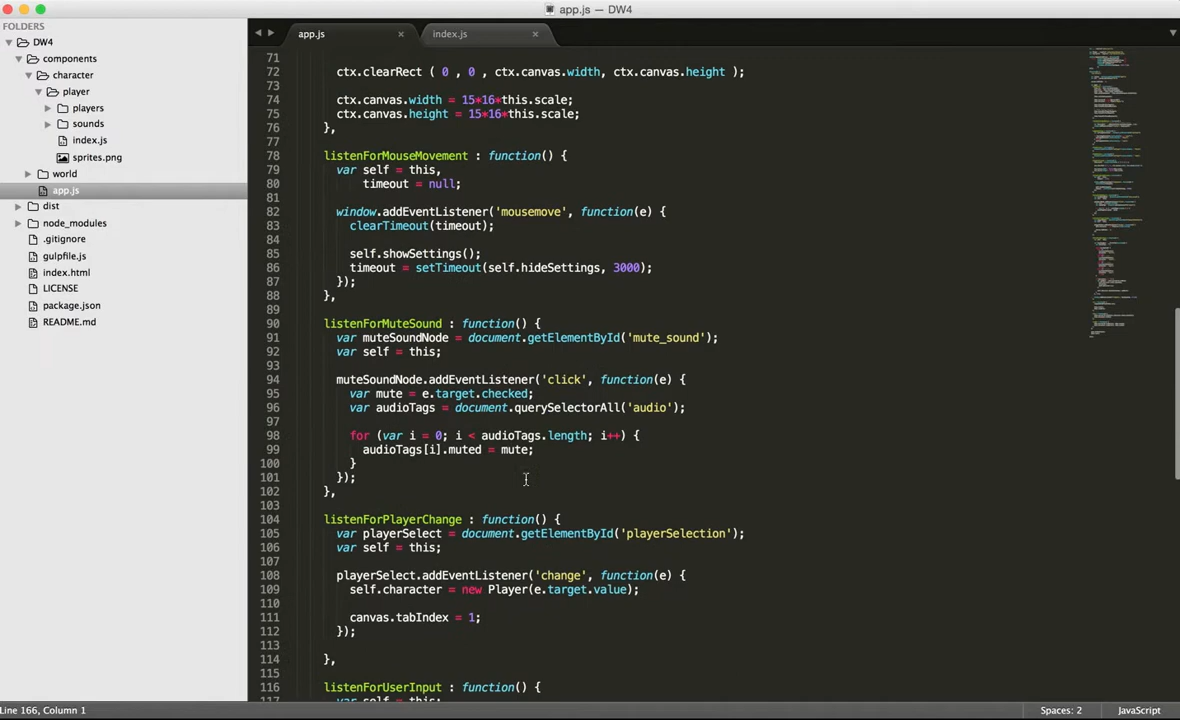 app.js — DW4
FOLDERS
DW4
components
character
player
players
sounds
index.js
sprites.png
world
app.js
dist
node_modules
.gitignore
gulpfile.js
index.html
LICENSE
package.json
README.md
app.js
index.js
71
72 ctx.clearRect ( 0 , 0 , ctx.canvas.width, ctx.canvas.height );
73
74 ctx.canvas.width = 15*16*this.scale;
75 ctx.canvas.height = 15*16*this.scale;
76 },
77
78 listenForMouseMovement : function() {
79 var self = this,
80 timeout = null;
81
82 window.addEventListener('mousemove', function(e) {
83 clearTimeout(timeout);
84
85 self.showSettings();
86 timeout = setTimeout(self.hideSettings, 3000);
87 });
88 },
89
90 listenForMuteSound : function() {
91 var muteSoundNode = document.getElementById('mute_sound');
92 var self = this;
93
94 muteSoundNode.addEventListener('click', function(e) {
95 var mute = e.target.checked;
96 var audioTags = document.querySelectorAll('audio');
97
98 for (var i = 0; i < audioTags.length; i++) {
99 audioTags[i].muted = mute;
100 }
101 });
102 },
103
104 listenForPlayerChange : function() {
105 var playerSelect = document.getElementById('playerSelection');
106 var self = this;
107
108 playerSelect.addEventListener('change', function(e) {
109 self.character = new Player(e.target.value);
110
111 canvas.tabIndex = 1;
112 });
113
114 },
115
116 listenForUserInput : function() {
117 var self = this;
Line 166, Column 1
Spaces: 2
JavaScript